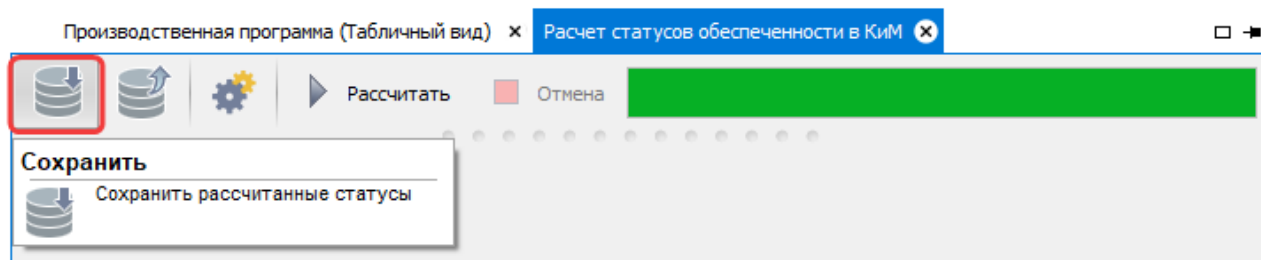 Производственная программа (Табличный вид) Расчет статусов обеспеченности в КиМ
Рассчитать Отмена
Сохранить
Сохранить рассчитанные статусы